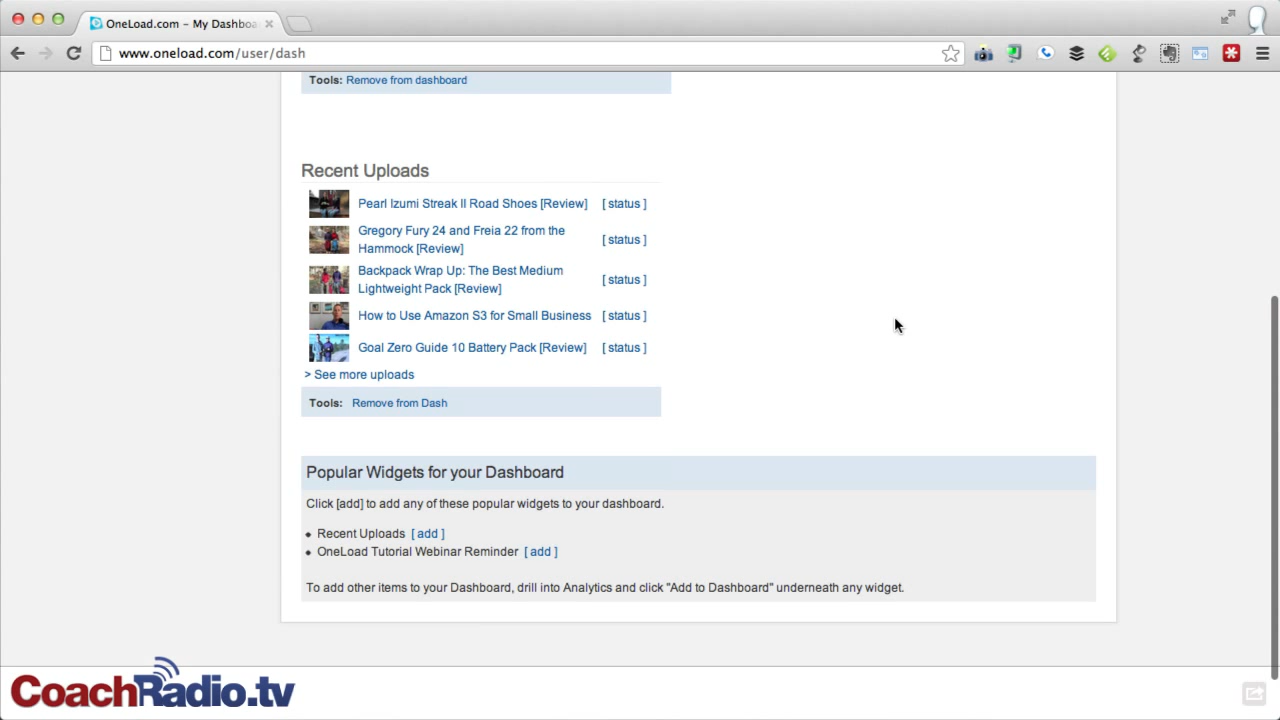 OneLoad.com - My Dashboa
www.oneload.com/user/dash
Tools: Remove from dashboard
Recent Uploads
Pearl Izumi Streak II Road Shoes [Review] [ status ]
Gregory Fury 24 and Freia 22 from the
Hammock [Review] [ status ]
Backpack Wrap Up: The Best Medium
Lightweight Pack [Review] [ status ]
How to Use Amazon S3 for Small Business [ status ]
Goal Zero Guide 10 Battery Pack [Review] [ status ]
> See more uploads
Tools: Remove from Dash
Popular Widgets for your Dashboard
Click [add] to add any of these popular widgets to your dashboard.
Recent Uploads [ add ]
OneLoad Tutorial Webinar Reminder [ add ]
To add other items to your Dashboard, drill into Analytics and click "Add to Dashboard" underneath any widget.
CoachRadio.tv